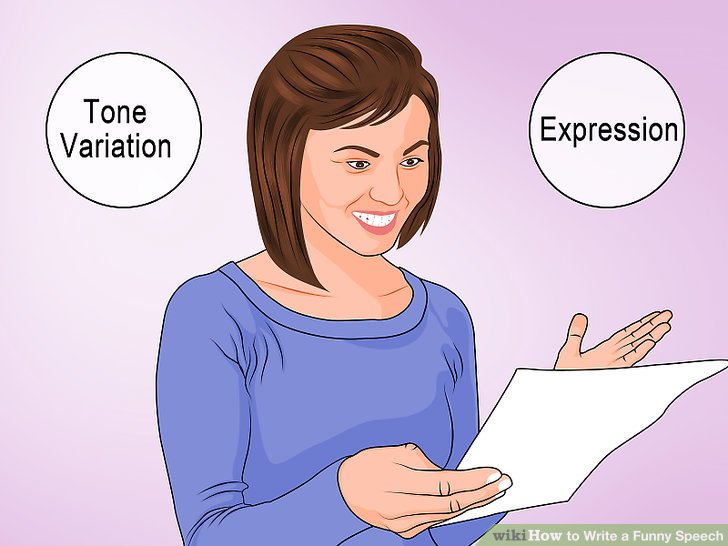 Tone
Variation
Expression
wikiHow to Write a Funny Speech